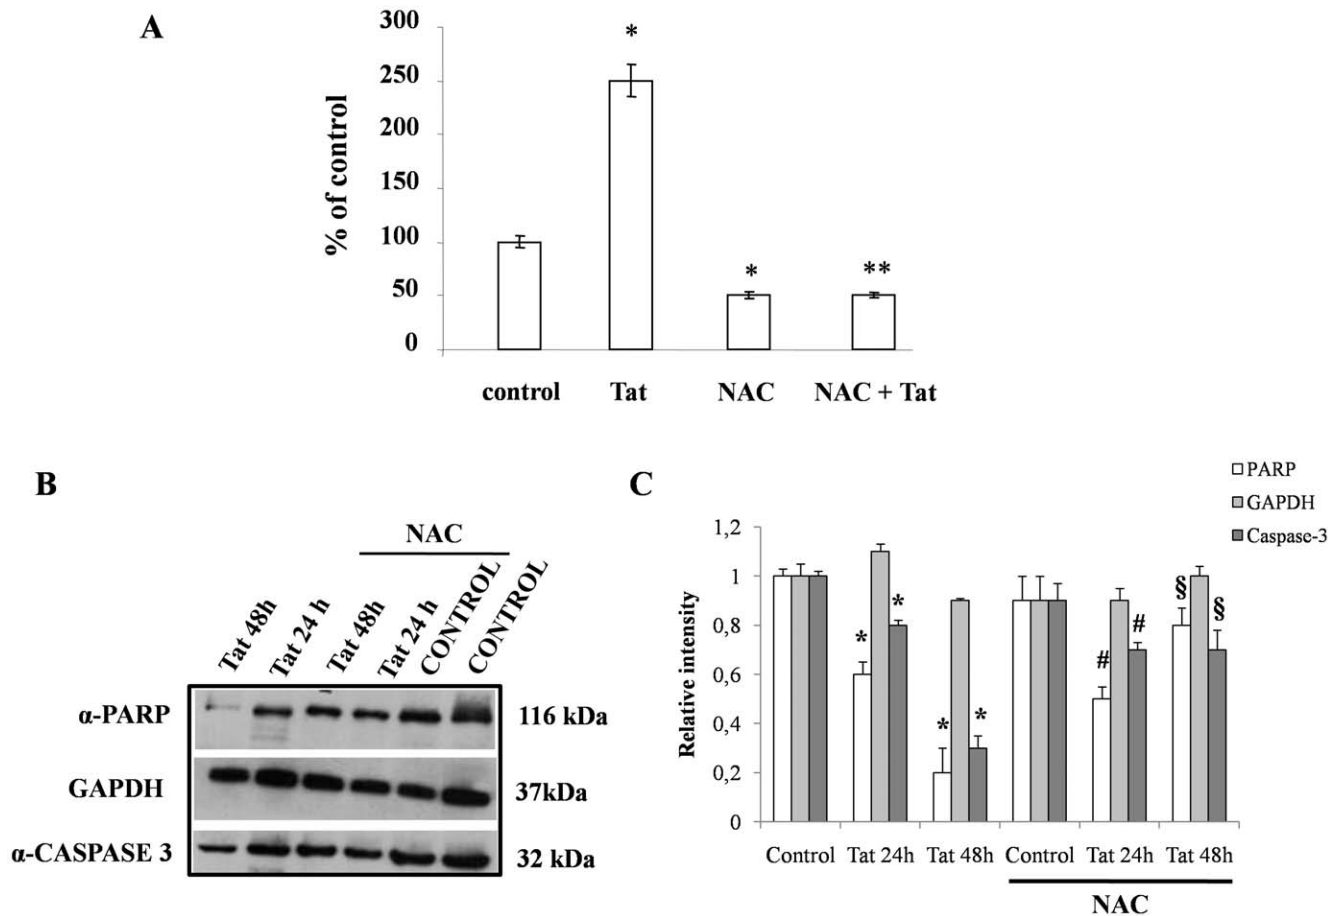 A
300
250
200
150
100
50
0
% of control
*
*
**
control Tat NAC NAC + Tat
B
NAC
Tat 48h Tat 24 h Tat 48h Tat 24 h CONTROL CONTROL
α-PARP 116 kDa
GAPDH 37kDa
α-CASPASE 3 32 kDa
C
PARP
GAPDH
Caspase-3
1,2
1
0,8
0,6
0,4
0,2
0
Relative intensity
* * * * # # § §
Control Tat 24h Tat 48h Control Tat 24h Tat 48h
NAC